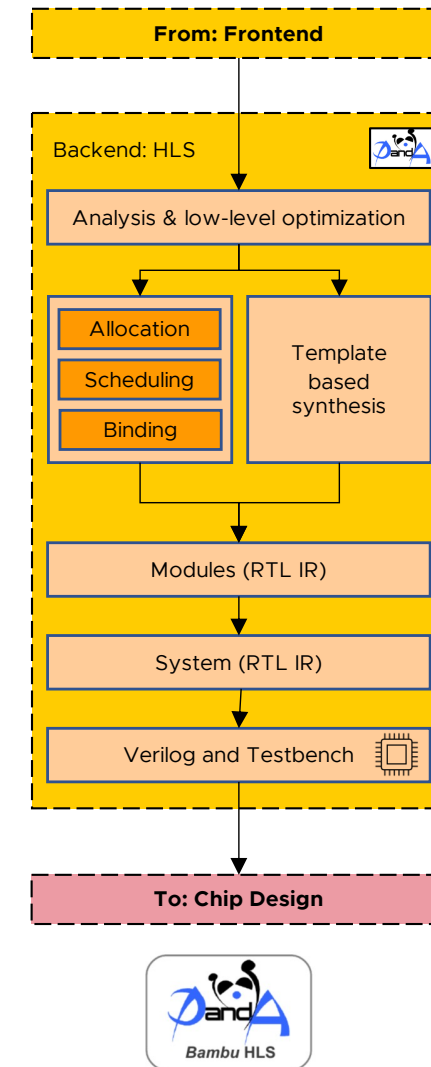 From: Frontend
Backend: HLS
PandA
Analysis & low-level optimization
Allocation
Scheduling
Binding
Template
based
synthesis
Modules (RTL IR)
System (RTL IR)
Verilog and Testbench
To: Chip Design
PandA
Bambu HLS